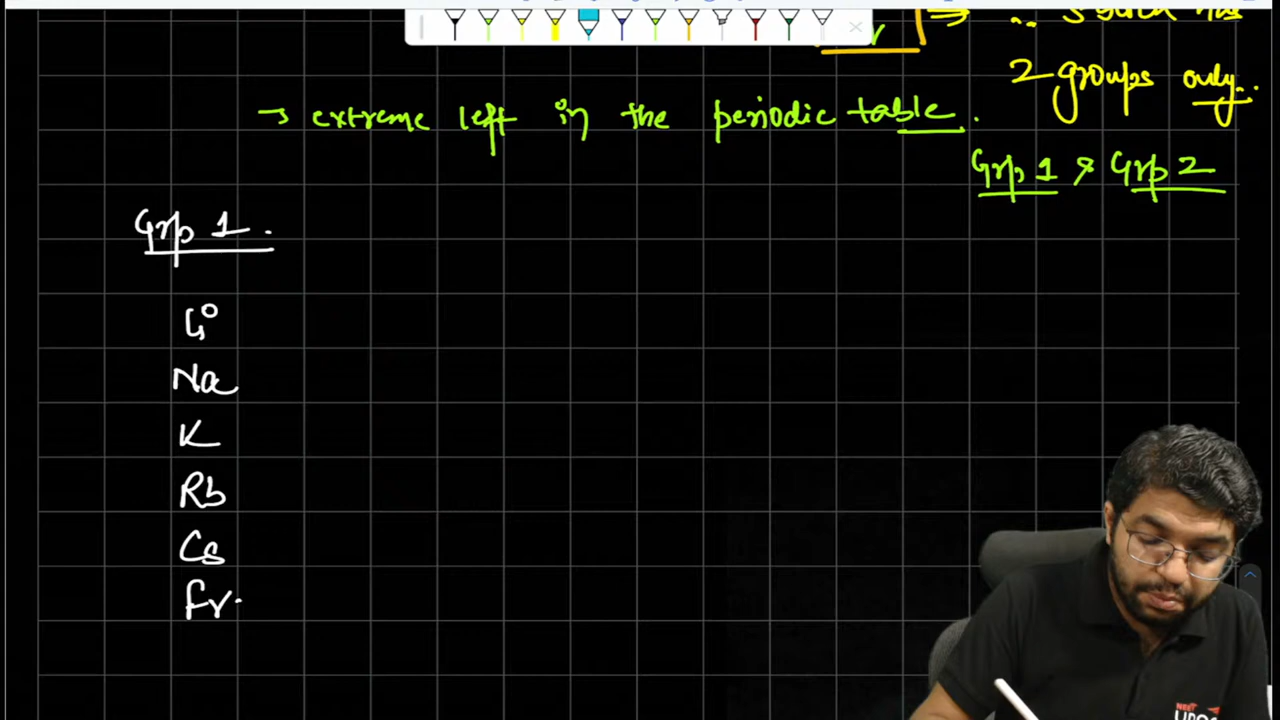 2 groups only.
→ extreme left in the periodic table.
Grp 1 & Grp 2
Grp 1.
Li
Na
K
Rb
Cs
Fr.
NEET